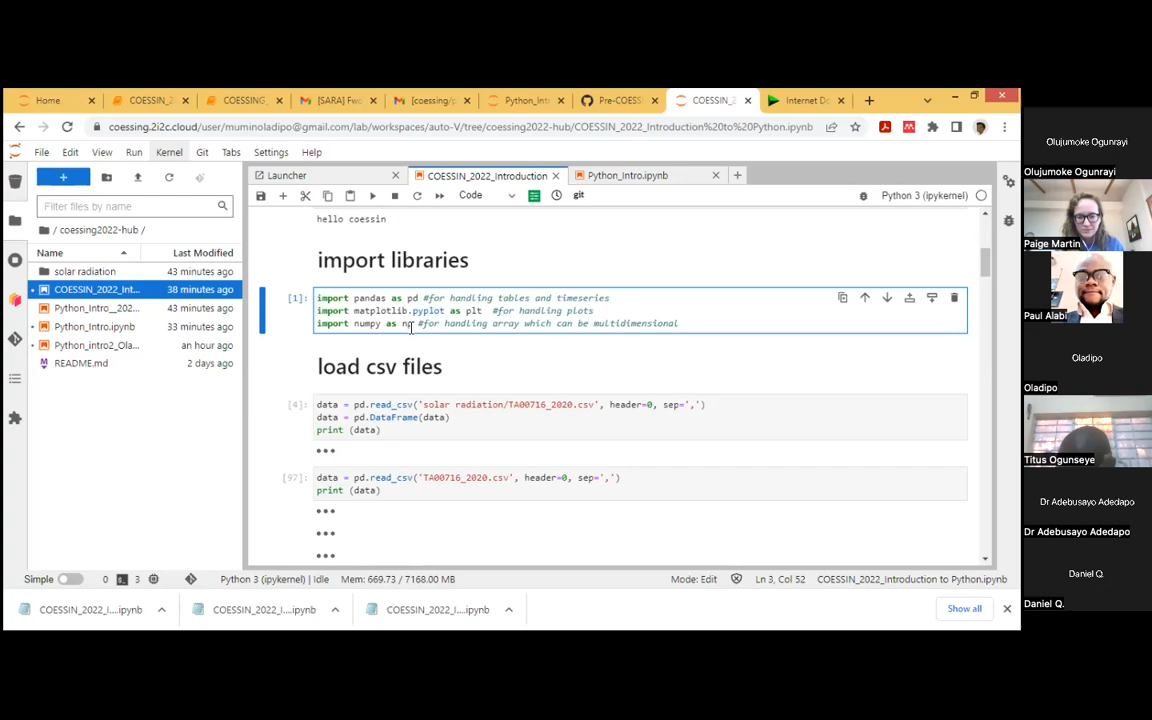 Home
COESSIN_2
COESSING_
[SARA] Fwd
[coessing/p
Python_Int
Pre-COESS
COESSIN_2
Internet Do
coessing.2i2c.cloud/user/muminoladipo@gmail.com/lab/workspaces/auto-V/tree/coessing2022-hub/COESSIN_2022_Introduction%20to%20Python.ipynb
File Edit View Run Kernel Git Tabs Settings Help
Launcher
COESSIN_2022_Introduction
Python_Intro.ipynb
Code
git
Python 3 (ipykernel)
Filter files by name
/ coessing2022-hub /
Name Last Modified
solar radiation 43 minutes ago
COESSIN_2022_Int... 38 minutes ago
Python_Intro__202... 43 minutes ago
Python_Intro.ipynb 33 minutes ago
Python_intro2_Ola... an hour ago
README.md 2 days ago
hello coessin
import libraries
[1]:
import pandas as pd #for handling tables and timeseries
import matplotlib.pyplot as plt #for handling plots
import numpy as np #for handling array which can be multidimensional
load csv files
[4]:
data = pd.read_csv('solar radiation/TA00716_2020.csv', header=0, sep=',')
data = pd.DataFrame(data)
print (data)
[97]:
data = pd.read_csv('TA00716_2020.csv', header=0, sep=',')
print (data)
Simple
0
3
Python 3 (ipykernel) | Idle
Mem: 669.73 / 7168.00 MB
Mode: Edit
Ln 3, Col 52
COESSIN_2022_Introduction to Python.ipynb
COESSIN_2022_I....ipynb
COESSIN_2022_I....ipynb
COESSIN_2022_I....ipynb
Show all
Olujumoke Ogunrayi
Olujumoke Ogunrayi
Paige Martin
Paul Alabi
Oladipo
Oladipo
Titus Ogunseye
Dr Adebusayo Adedapo
Dr Adebusayo Adedapo
Daniel Q.
Daniel Q.